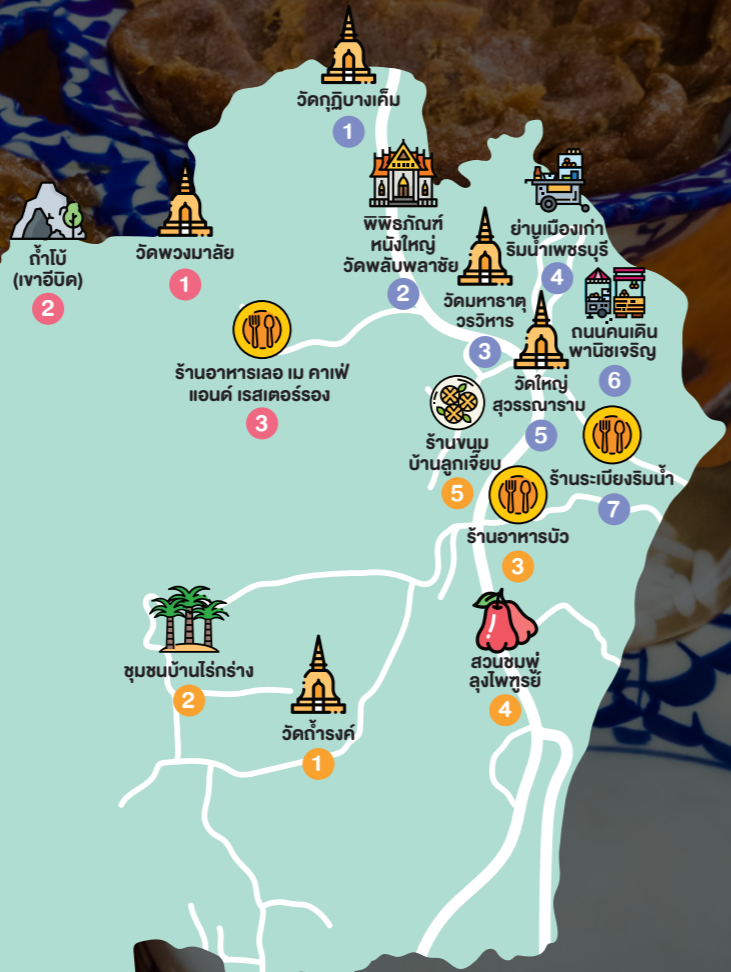 วัดกุฏิบางเค็ม
1
พิพิธภัณฑ์
หนังใหญ่
วัดพลับพลาชัย
2
ย่านเมืองเก่า
ริมน้ำเพชรบุรี
4
วัดพวงมาลัย
1
ถ้ำโบ้
(เขาอีบิด)
2
วัดมหาธาตุ
วรวิหาร
3
ถนนคนเดิน
พานิชเจริญ
6
ร้านอาหารเลอ เม คาเฟ่
แอนด์ เรสเตอร์รอง
3
วัดใหญ่
สุวรรณาราม
5
ร้านขนม
บ้านลูกเจี๊ยบ
5
ร้านระเบียงริมน้ำ
7
ร้านอาหารบัว
3
ชุมชนบ้านไร่กร่าง
2
สวนชมพู่
ลุงไพฑูรย์
4
วัดถ้ำรงค์
1